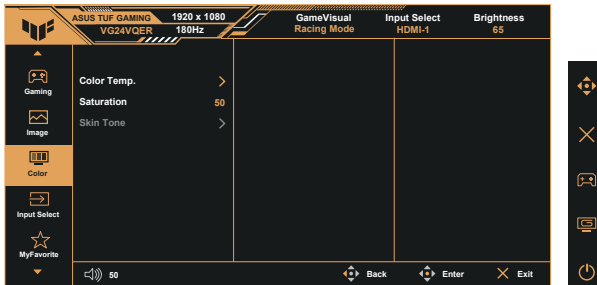 ASUS TUF GAMING 1920 x 1080 GameVisual Input Select Brightness
VG24VQER 180Hz Racing Mode HDMI-1 65
Gaming
Image
Color
Input Select
MyFavorite
Color Temp.
Saturation 50
Skin Tone
50 Back Enter Exit